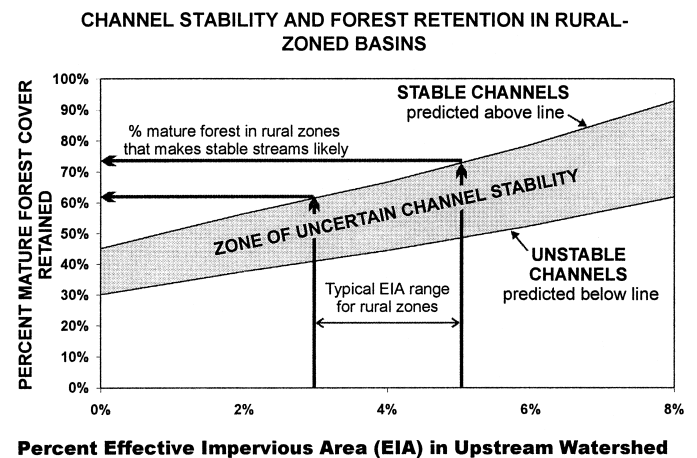 CHANNEL STABILITY AND FOREST RETENTION IN RURAL-
ZONED BASINS
PERCENT MATURE FOREST COVER
RETAINED
100%
90%
80%
70%
60%
50%
40%
30%
20%
10%
0%
STABLE CHANNELS
predicted above line
% mature forest in rural zones
that makes stable streams likely
ZONE OF UNCERTAIN CHANNEL STABILITY
UNSTABLE
CHANNELS
predicted below line
Typical EIA range
for rural zones
0%
2%
4%
6%
8%
Percent Effective Impervious Area (EIA) in Upstream Watershed